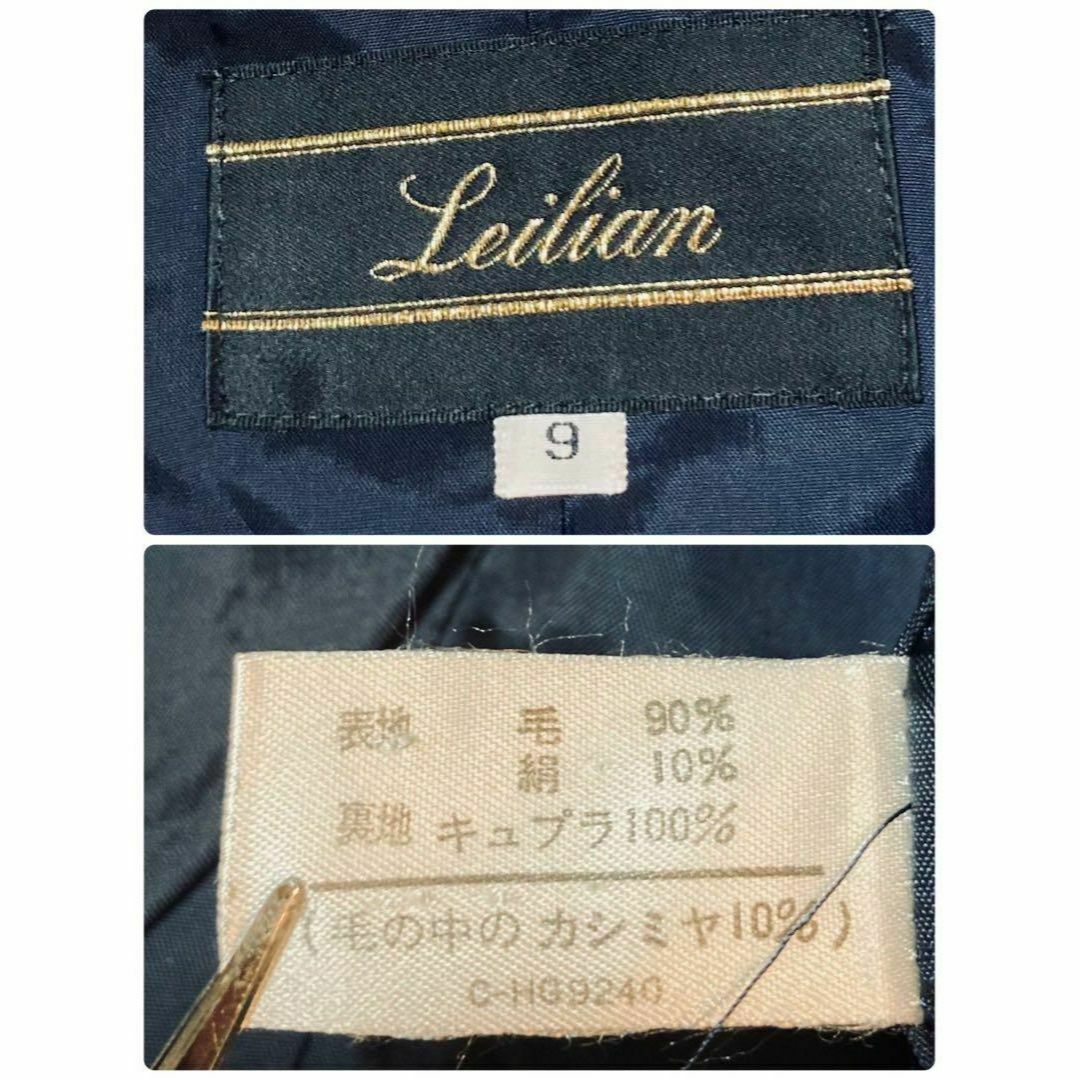 Leilian
9
表地 毛 90%
絹 10%
裏地 キュプラ100%
(毛の中の カシミヤ10%)
C-HG9240